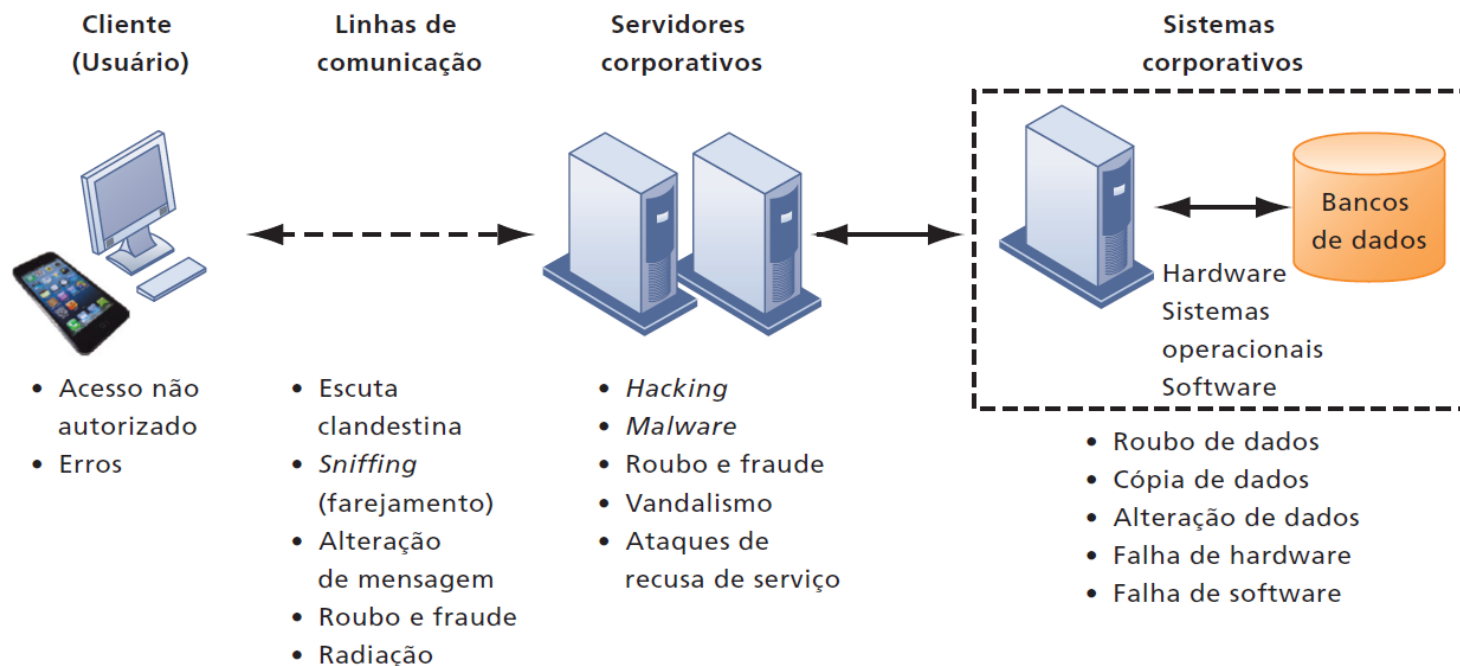 Cliente
(Usuário)
Linhas de
comunicação
Servidores
corporativos
Sistemas
corporativos
Bancos
de dados
Hardware
Sistemas
operacionais
Software
• Acesso não
autorizado
• Erros
• Escuta
clandestina
• Sniffing
(farejamento)
• Alteração
de mensagem
• Roubo e fraude
• Radiação
• Hacking
• Malware
• Roubo e fraude
• Vandalismo
• Ataques de
recusa de serviço
• Roubo de dados
• Cópia de dados
• Alteração de dados
• Falha de hardware
• Falha de software